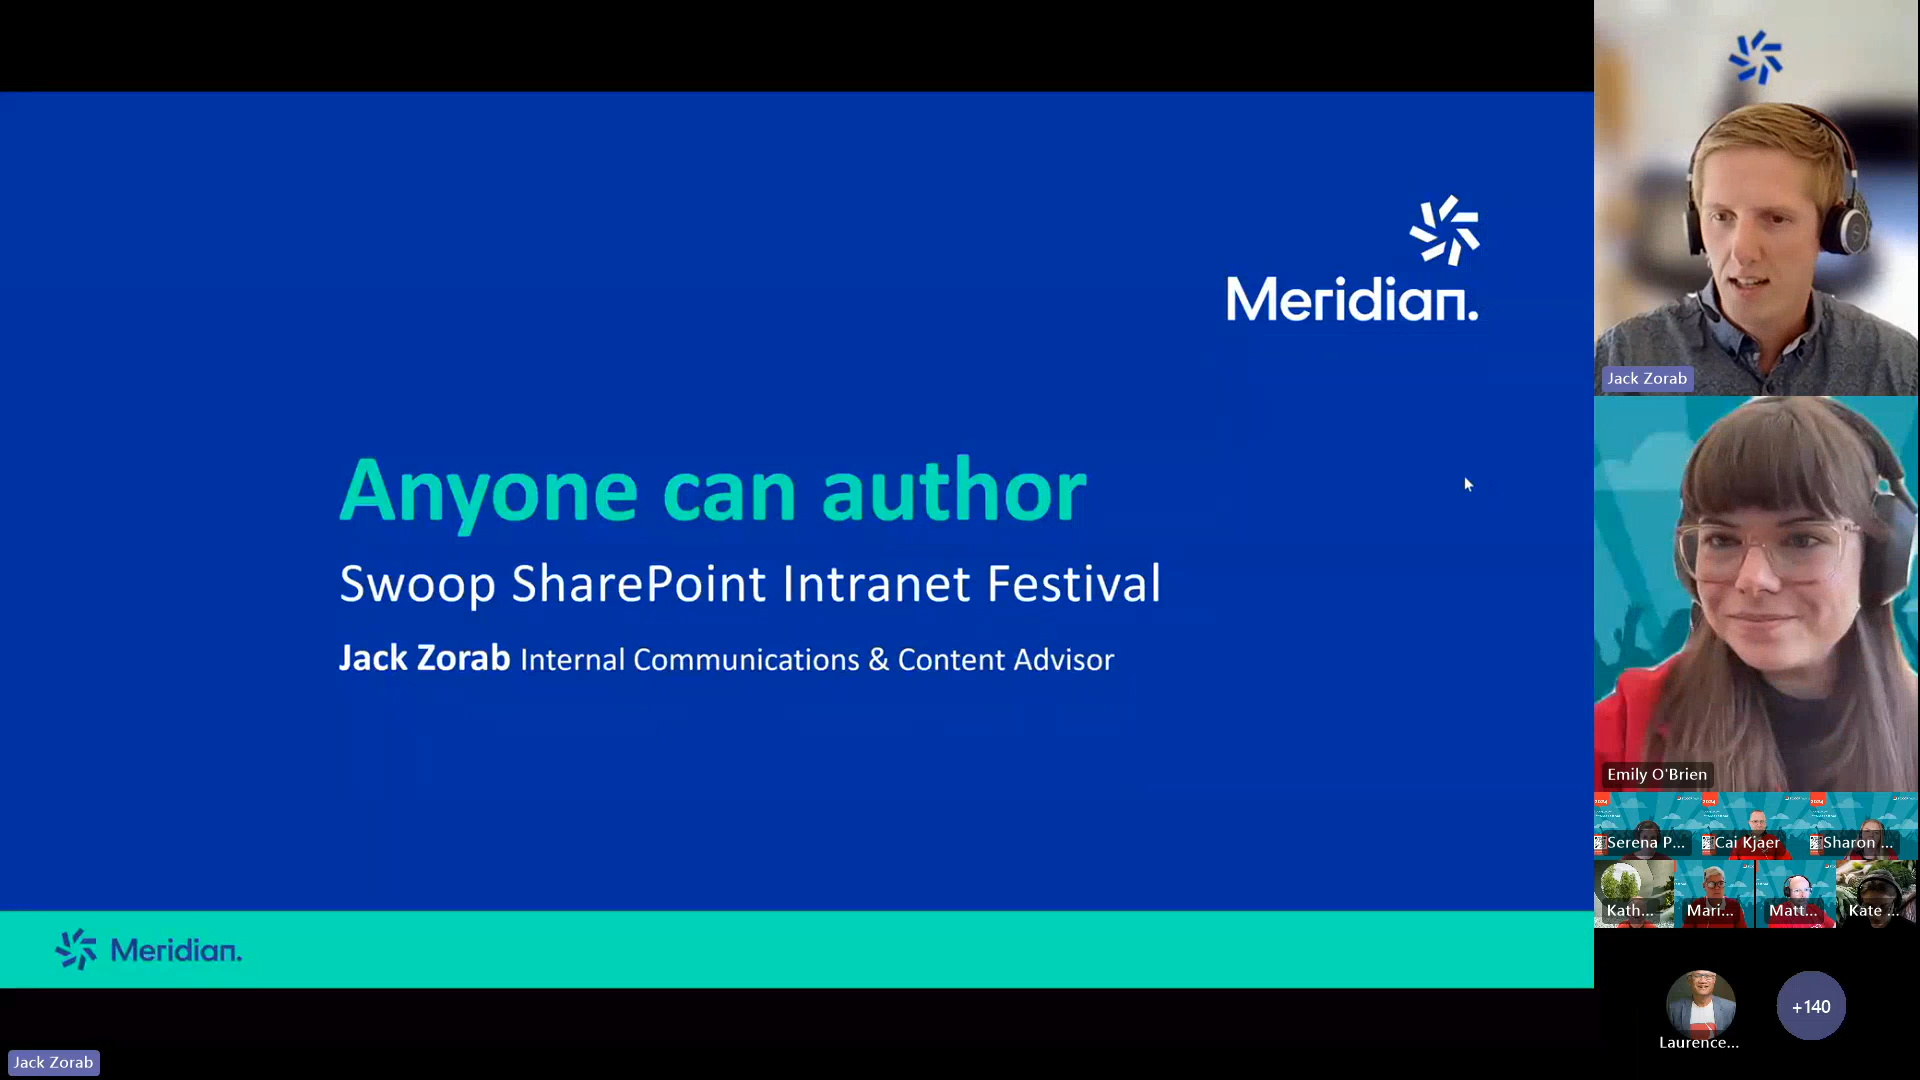 Meridian.
Anyone can author
Swoop SharePoint Intranet Festival
Jack Zorab Internal Communications & Content Advisor
Meridian.
Jack Zorab
Jack Zorab
Emily O'Brien
Serena P...
Cai Kjaer
Sharon ...
Kath...
Mari...
Matt...
Kate ...
Laurence...
+140